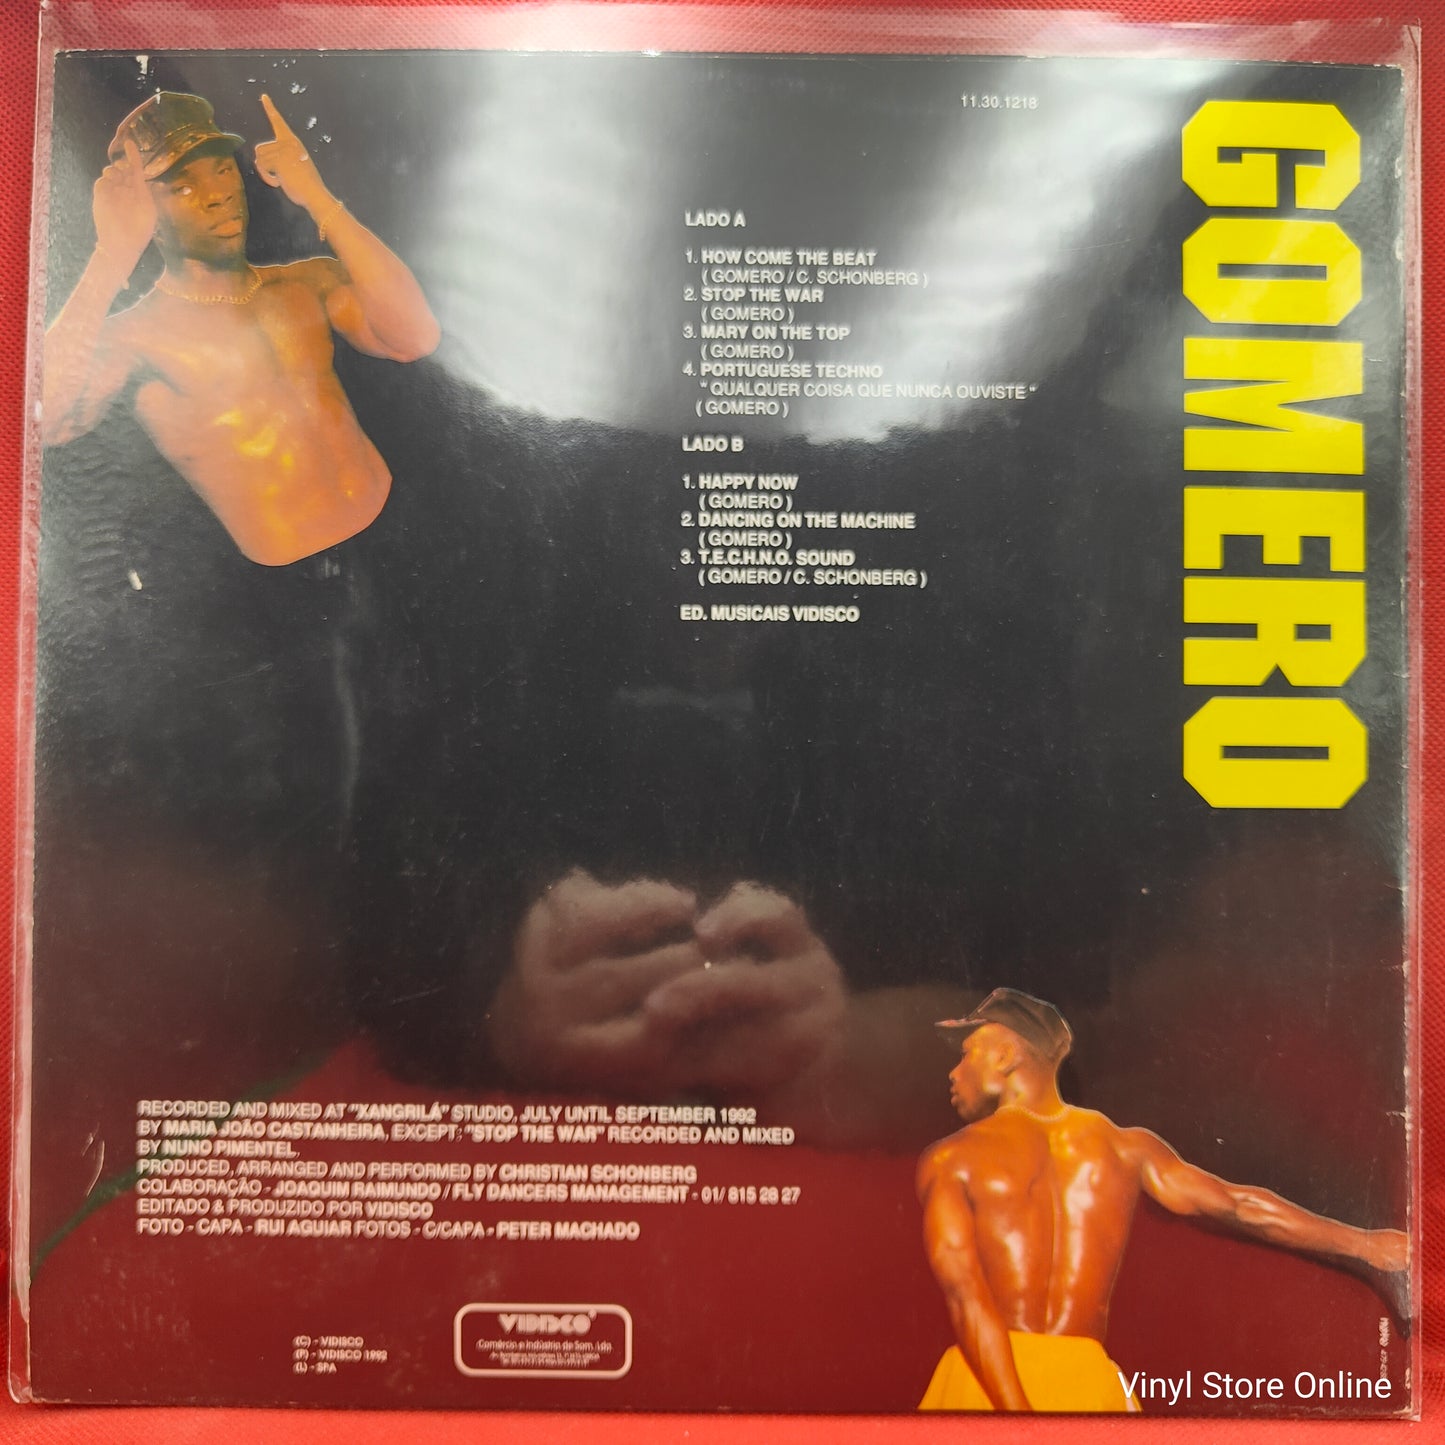 11.30.1218
GOMERO
LADO A
1. HOW COME THE BEAT
( GOMERO / C. SCHONBERG )
2. STOP THE WAR
( GOMERO )
3. MARY ON THE TOP
( GOMERO )
4. PORTUGUESE TECHNO
" QUALQUER COISA QUE NUNCA OUVISTE "
( GOMERO )
LADO B
1. HAPPY NOW
( GOMERO )
2. DANCING ON THE MACHINE
( GOMERO )
3. T.E.C.H.N.O. SOUND
( GOMERO / C. SCHONBERG )
ED. MUSICAIS VIDISCO
RECORDED AND MIXED AT "XANGRILÁ" STUDIO, JULY UNTIL SEPTEMBER 1992
BY MARIA JOÃO CASTANHEIRA, EXCEPT; "STOP THE WAR" RECORDED AND MIXED
BY NUNO PIMENTEL.
PRODUCED, ARRANGED AND PERFORMED BY CHRISTIAN SCHONBERG
COLABORAÇÃO - JOAQUIM RAIMUNDO / FLY DANCERS MANAGEMENT - 01/ 815 28 27
EDITADO & PRODUZIDO POR VIDISCO
FOTO - CAPA - RUI AGUIAR FOTOS - C/CAPA - PETER MACHADO
(C) - VIDISCO
(P) - VIDISCO 1992
(L) - SPA
VIDISCO
Comércio e Indústria de Som, Lda.
Vinyl Store Online